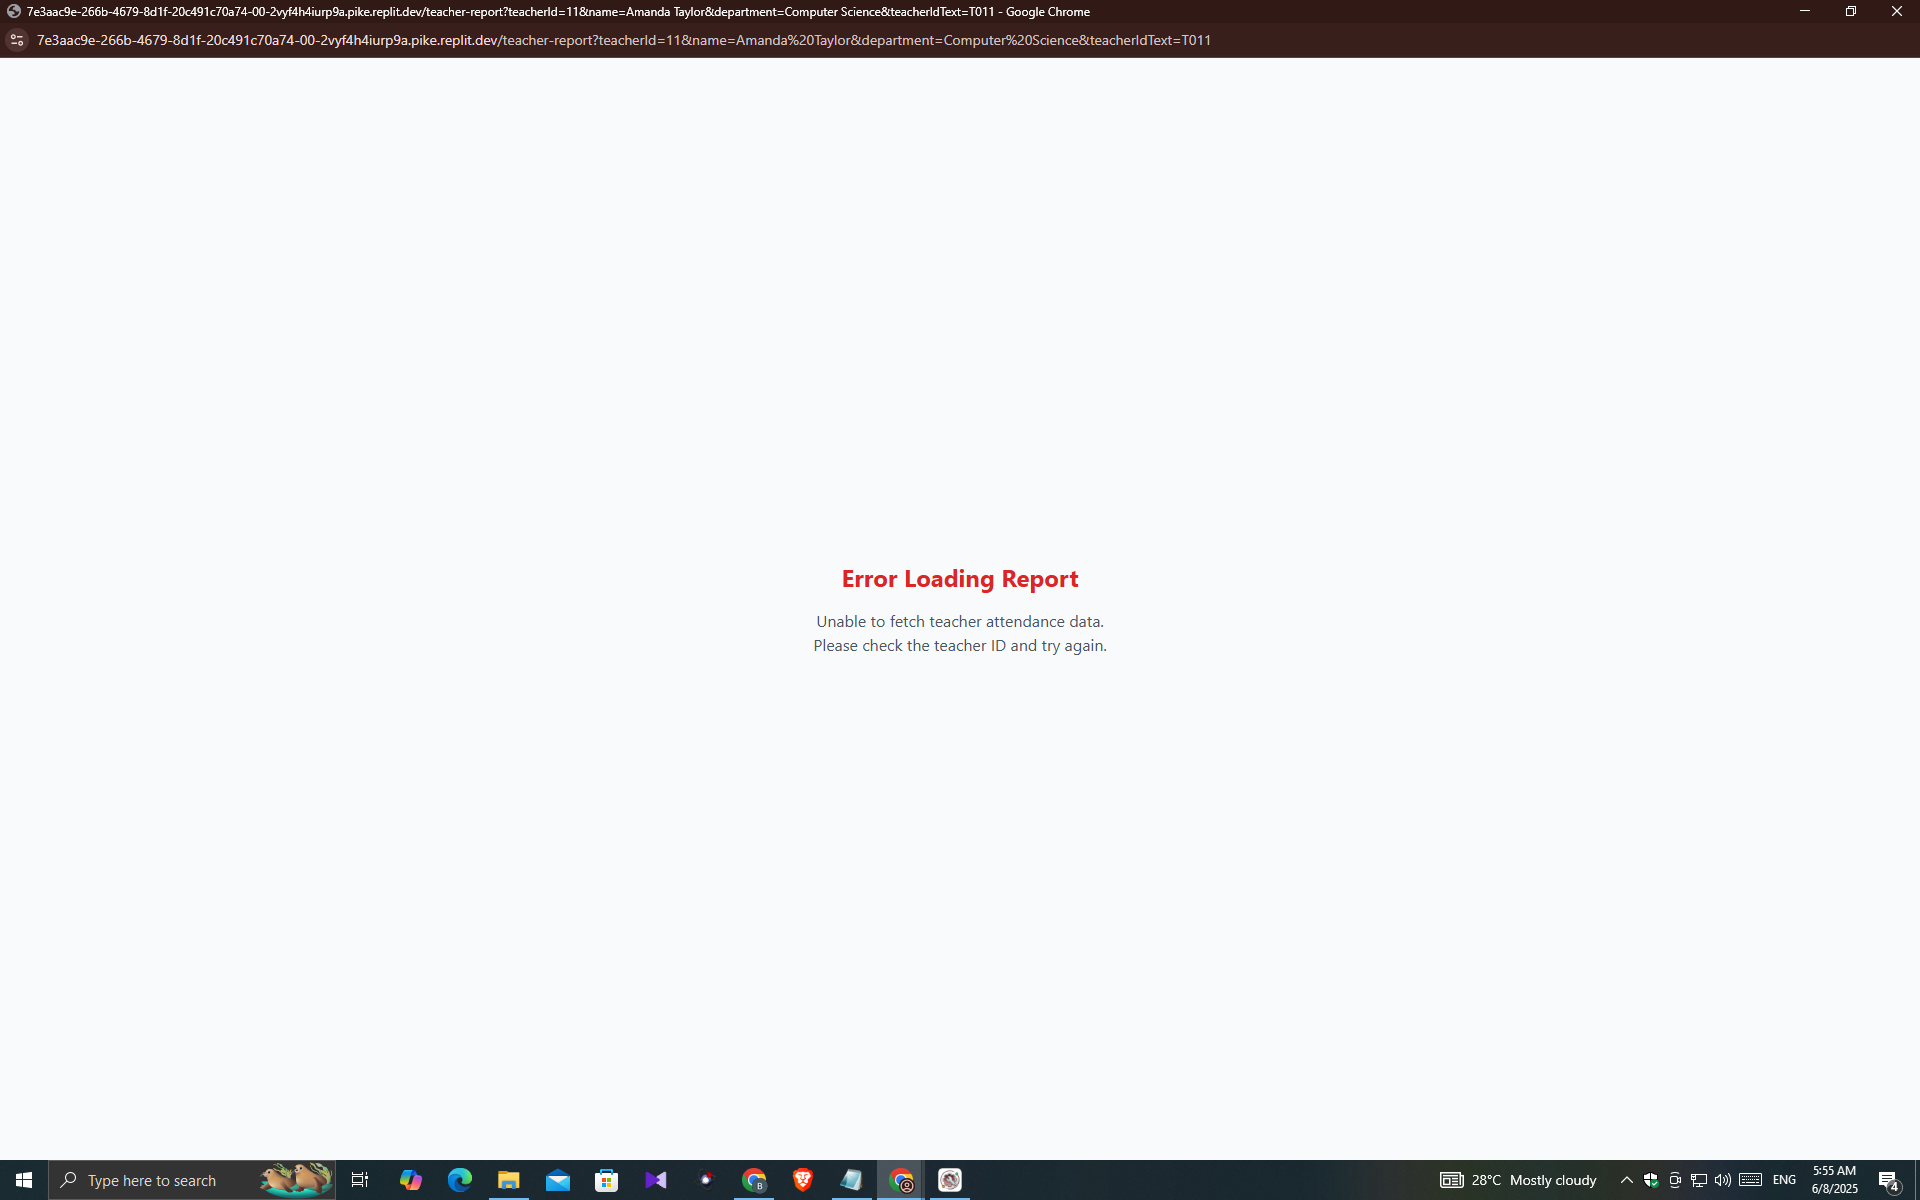 7e3aac9e-266b-4679-8d1f-20c491c70a74-00-2vyf4h4iurp9a.pike.replit.dev/teacher-report?teacherId=11&name=Amanda Taylor&department=Computer Science&teacherIdText=T011 - Google Chrome
7e3aac9e-266b-4679-8d1f-20c491c70a74-00-2vyf4h4iurp9a.pike.replit.dev/teacher-report?teacherId=11&name=Amanda%20Taylor&department=Computer%20Science&teacherIdText=T011
Error Loading Report
Unable to fetch teacher attendance data.
Please check the teacher ID and try again.
Type here to search
B
28°C Mostly cloudy
ENG
5:55 AM
6/8/2025
4